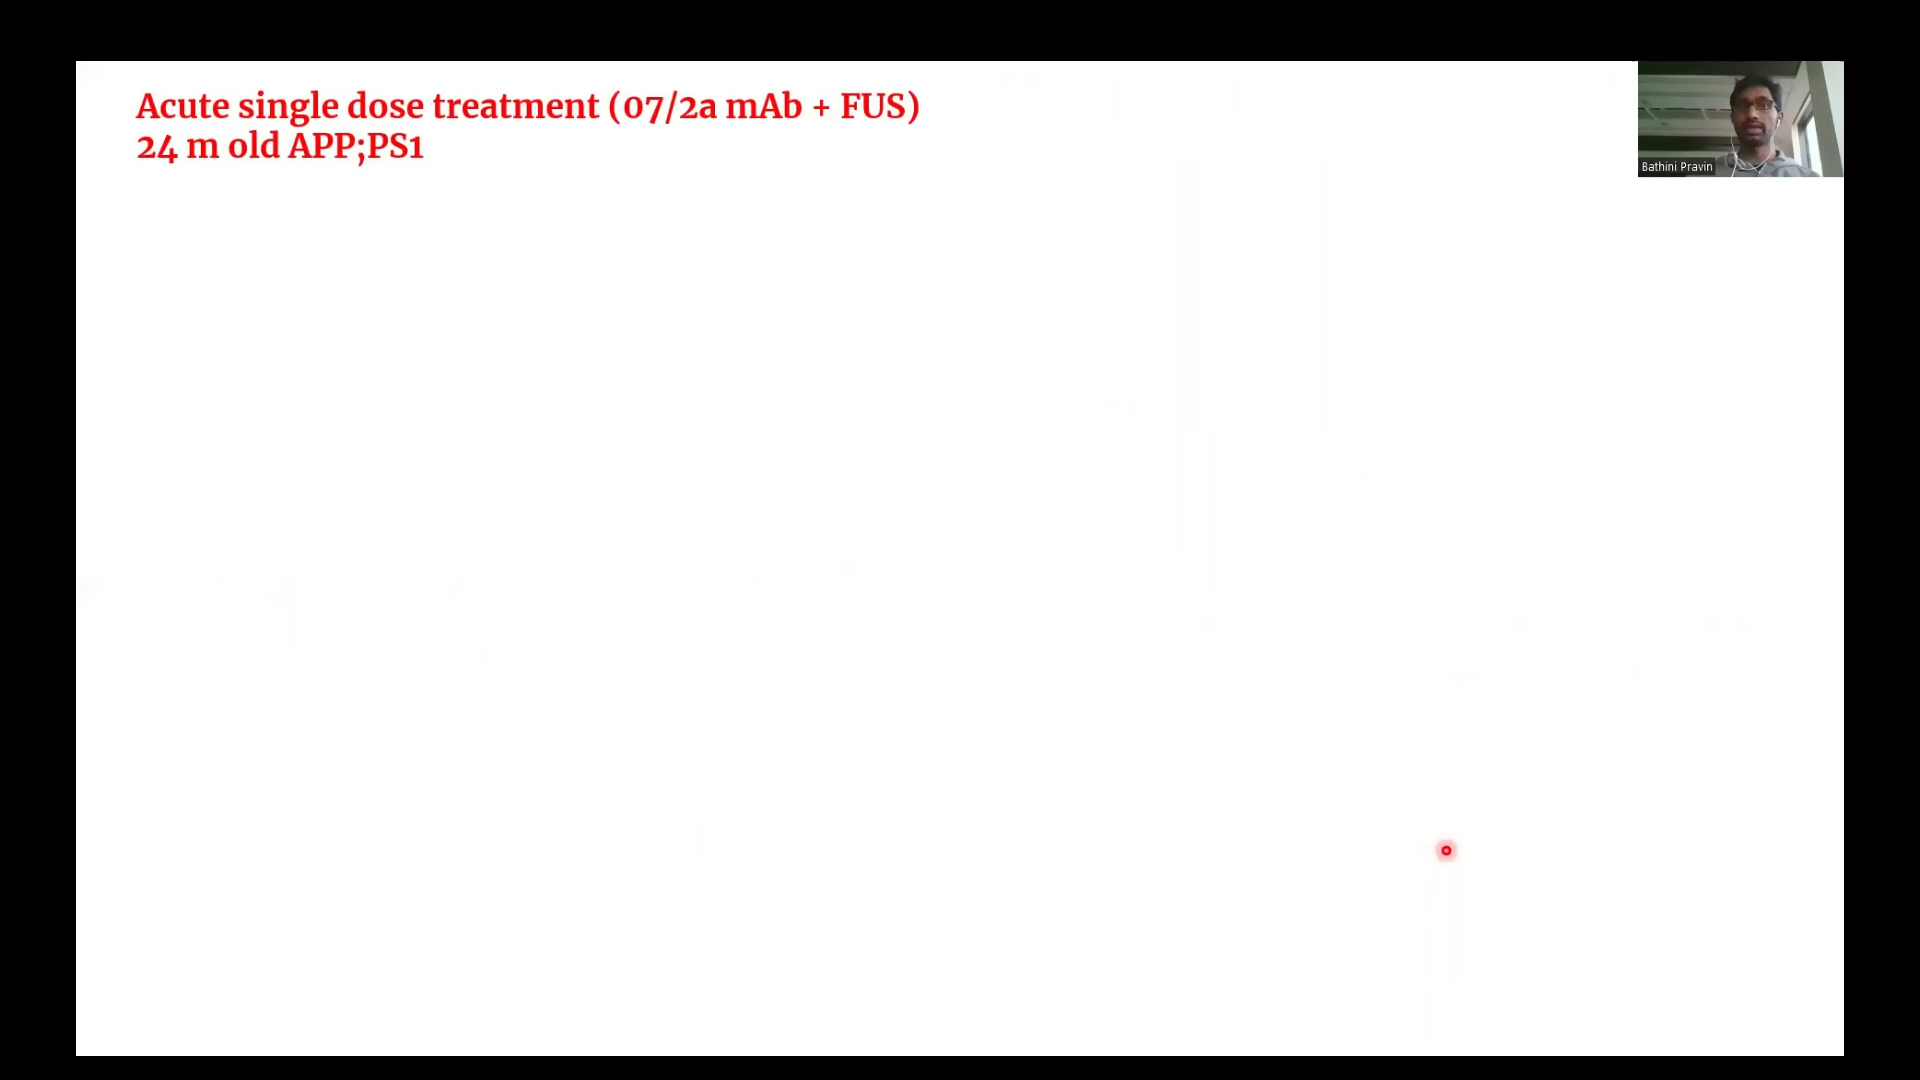 Acute single dose treatment (07/2a mAb + FUS)
24 m old APP;PS1
Bathini Pravin